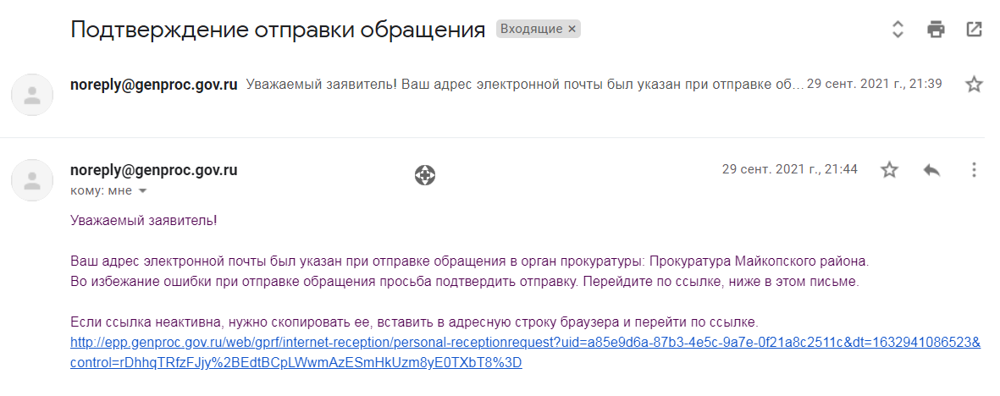 Подтверждение отправки обращения Входящие ×
noreply@genproc.gov.ru Уважаемый заявитель! Ваш адрес электронной почты был указан при отправке об... 29 сент. 2021 г., 21:39
noreply@genproc.gov.ru 29 сент. 2021 г., 21:44
кому: мне
Уважаемый заявитель!
Ваш адрес электронной почты был указан при отправке обращения в орган прокуратуры: Прокуратура Майкопского района.
Во избежание ошибки при отправке обращения просьба подтвердить отправку. Перейдите по ссылке, ниже в этом письме.
Если ссылка неактивна, нужно скопировать ее, вставить в адресную строку браузера и перейти по ссылке.
http://epp.genproc.gov.ru/web/gprf/internet-reception/personal-receptionrequest?uid=a85e9d6a-87b3-4e5c-9a7e-0f21a8c2511c&dt=1632941086523&
control=rDhhqTRfzFJjy%2BEdtBCpLWwmAzESmHkUzm8yE0TXbT8%3D